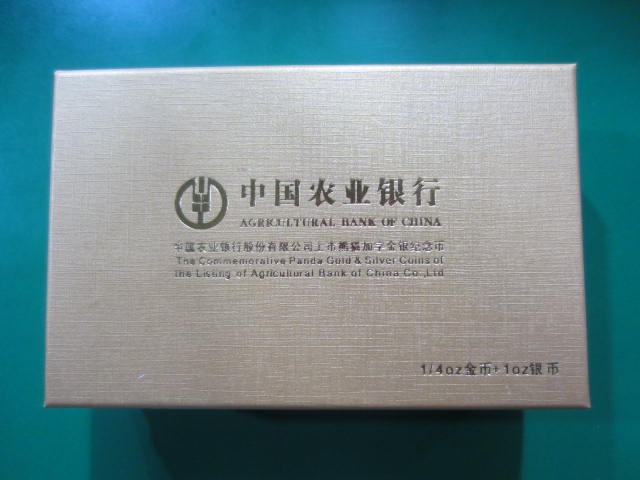 中国农业银行
AGRICULTURAL BANK OF CHINA
中国农业银行股份有限公司上市熊猫加字金银纪念币
The Commemorative Panda Gold & Silver Coins of
the Listing of Agricultural Bank of China Co.,Ltd
1/4oz金币+1oz银币